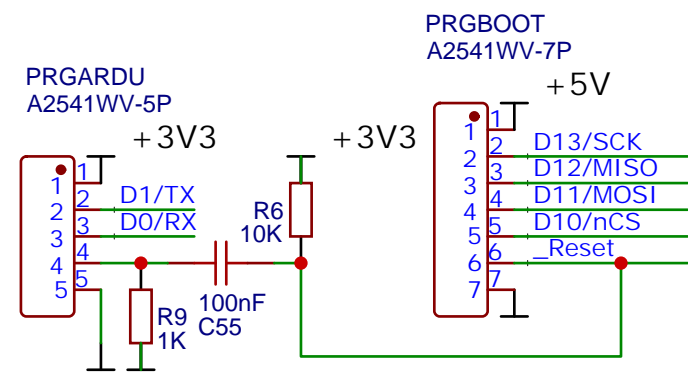 PRGBOOT
A2541WV-7P
+5V
PRGARDU
A2541WV-5P
+3V3
+3V3
1 1
2 2 D13/SCK
3 3 D12/MISO
4 4 D11/MOSI
5 5 D10/nCS
6 6 _Reset
7 7
1 1
2 2 D1/TX
3 3 D0/RX
4 4
5 5
R6
10K
100nF
C55
R9
1K